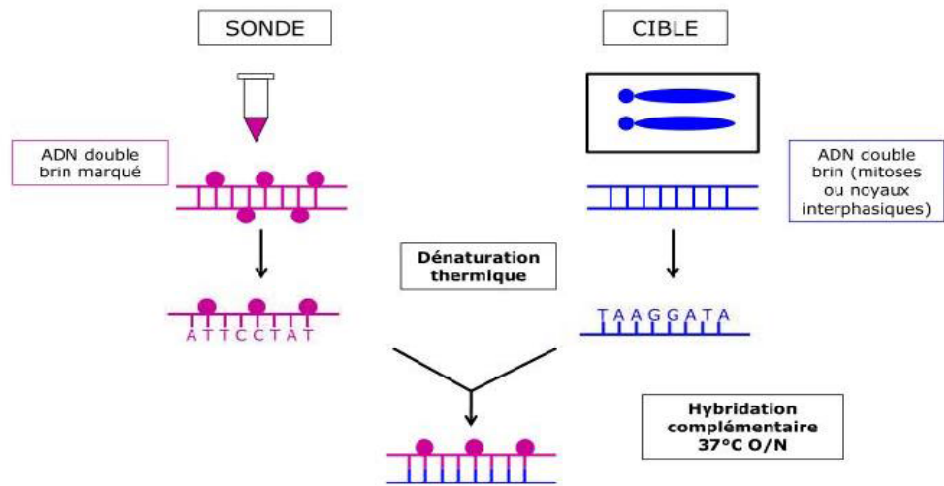 SONDE
CIBLE
ADN double
brin marqué
ADN couble
brin (mitoses
ou noyaux
interphasiques)
Dénaturation
thermique
ATTCCTAT
TAAGGATA
Hybridation
complémentaire
37°C O/N